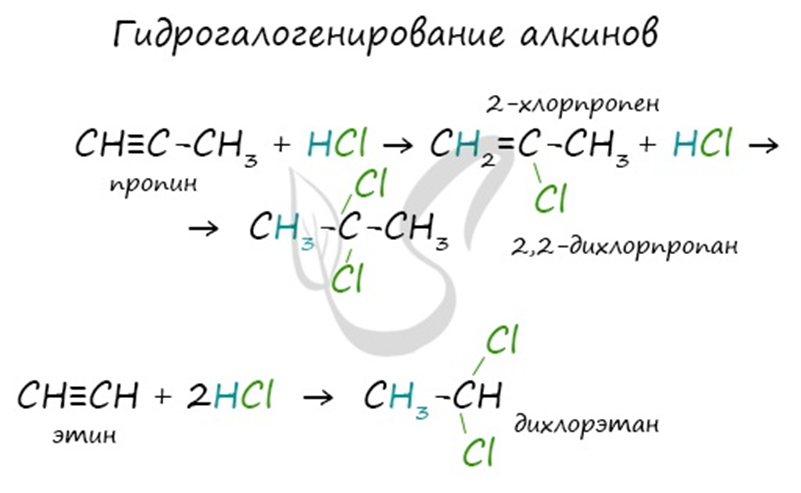 Гидрогалогенирование алкинов
2-хлорпропен
CH≡C-CH₃ + HCl → CH₂=C-CH₃ + HCl →
пропин
Cl
Cl
→ CH₃-C-CH₃
2,2-дихлорпропан
Cl
Cl
CH≡CH + 2HCl → CH₃-CH
этин
дихлорэтан
Cl